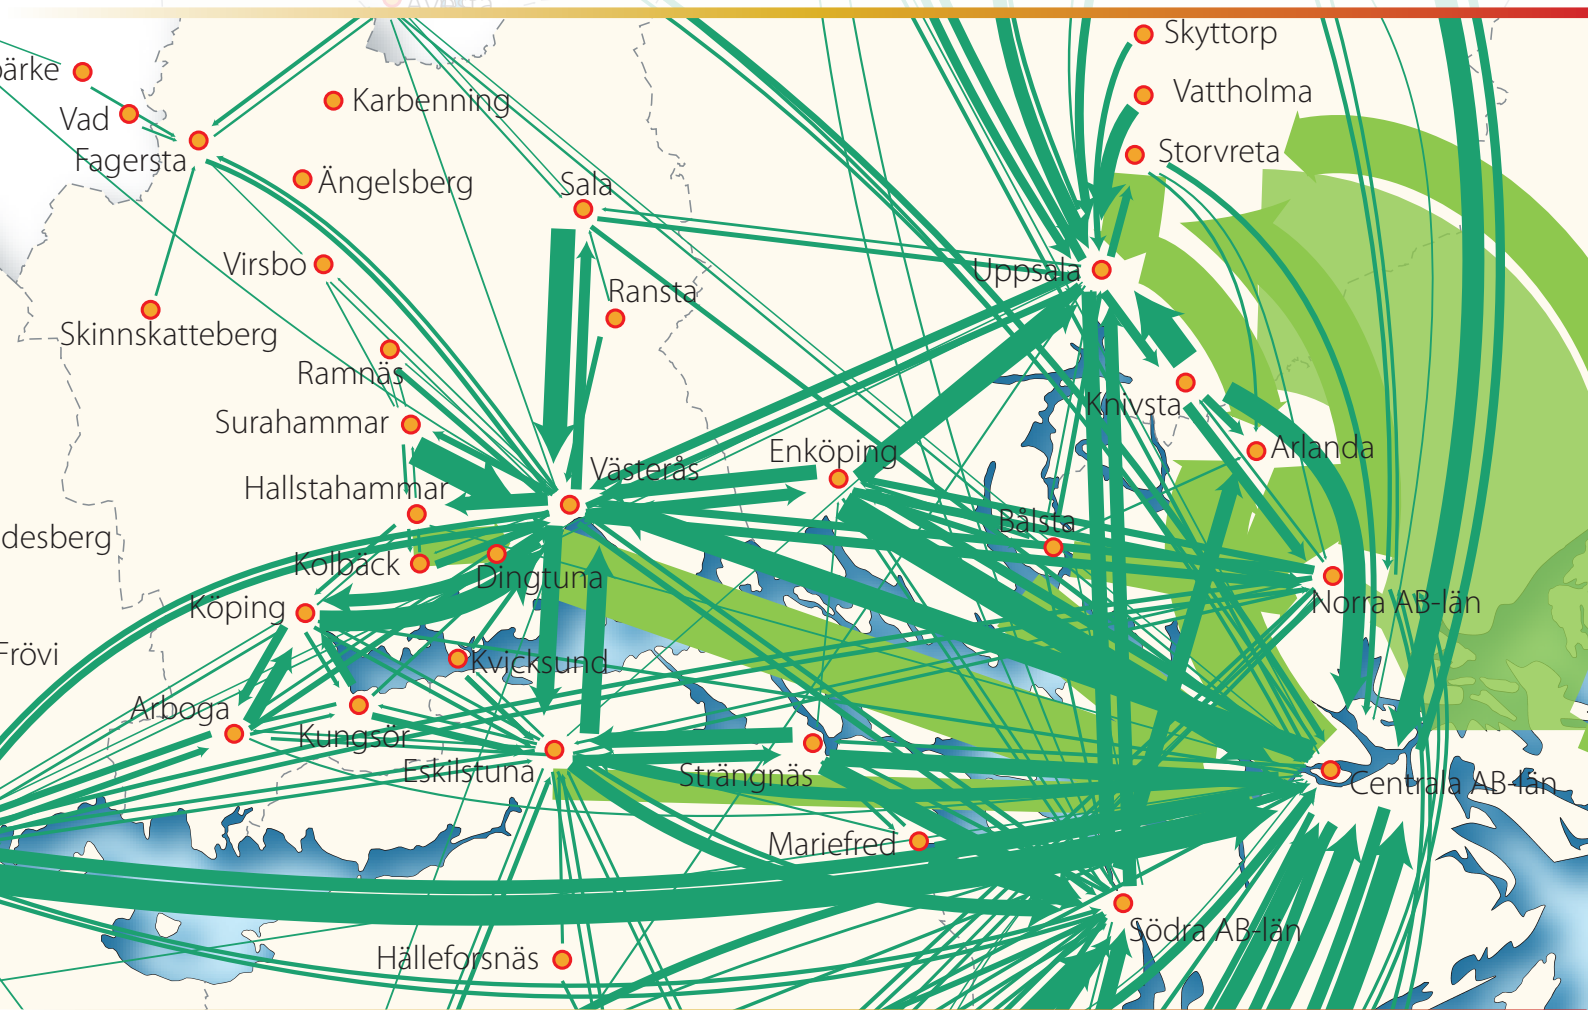 Skyttorp
ärke
Vattholma
Karbenning
Vad
Storvreta
Fagersta
Ängelsberg
Sala
Virsbo
Uppsala
Ransta
Skinnskatteberg
Ramnäs
Knivsta
Surahammar
Arlanda
Enköping
Västerås
Hallstahammar
Bålsta
desberg
Kolbäck
Dingtuna
Norra AB-län
Köping
Frövi
Kvicksund
Arboga
Kungsör
Eskilstuna
Strängnäs
Centrala AB-län
Mariefred
Södra AB-län
Hälleforsnäs